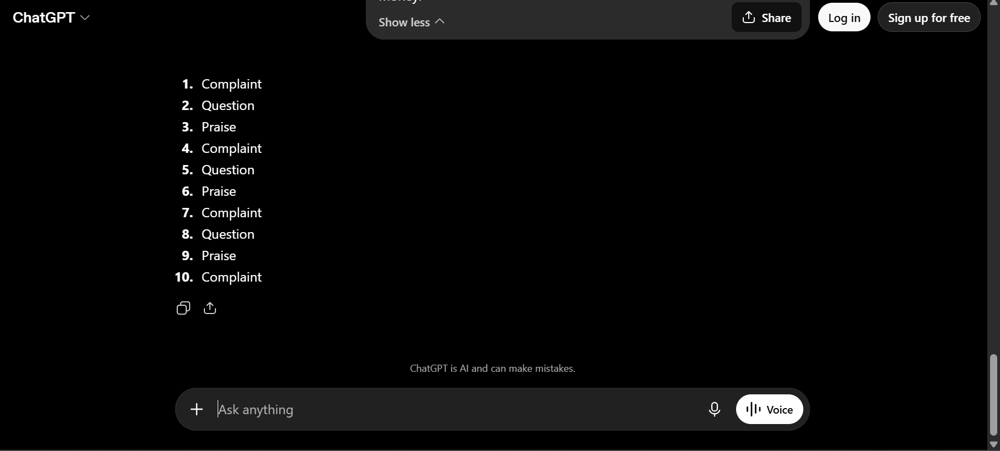 ChatGPT
Show less
Share
Log in
Sign up for free
1. Complaint
2. Question
3. Praise
4. Complaint
5. Question
6. Praise
7. Complaint
8. Question
9. Praise
10. Complaint
ChatGPT is AI and can make mistakes.
Ask anything
Voice